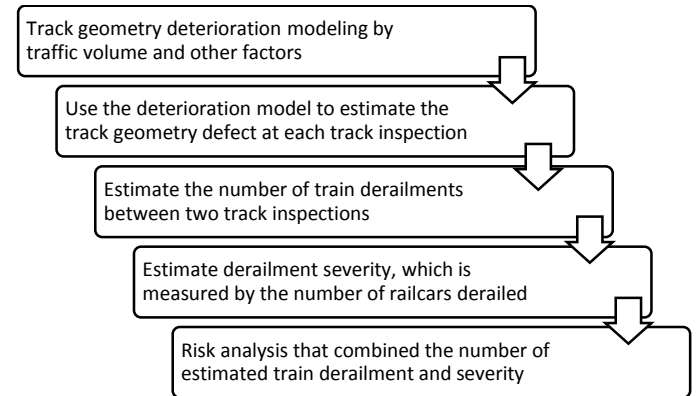 Track geometry deterioration modeling by
traffic volume and other factors
Use the deterioration model to estimate the
track geometry defect at each track inspection
Estimate the number of train derailments
between two track inspections
Estimate derailment severity, which is
measured by the number of railcars derailed
Risk analysis that combined the number of
estimated train derailment and severity